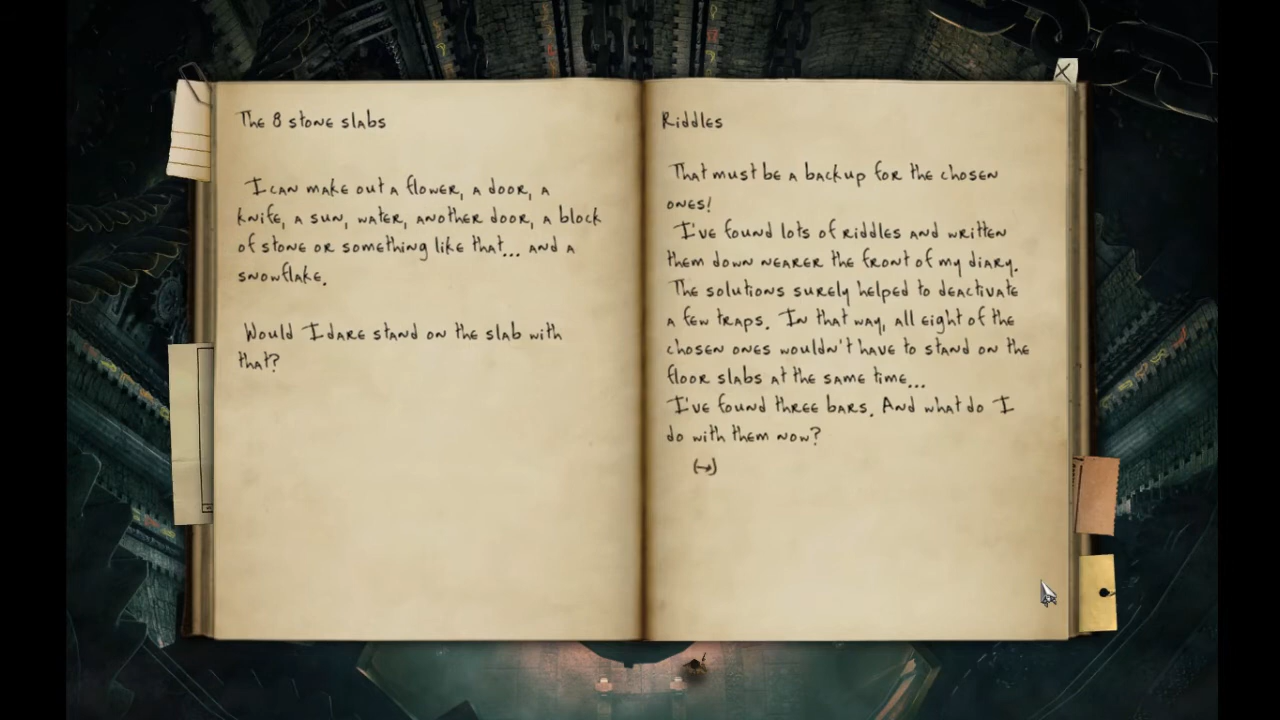 The 8 stone slabs
I can make out a flower, a door, a
knife, a sun, water, another door, a block
of stone or something like that... and a
snowflake.
Would I dare stand on the slab with
that?
Riddles
That must be a backup for the chosen
ones!
I've found lots of riddles and written
them down nearer the front of my diary.
The solutions surely helped to deactivate
a few traps. In that way, all eight of the
chosen ones wouldn't have to stand on the
floor slabs at the same time...
I've found three bars. And what do I
do with them now?
(→)